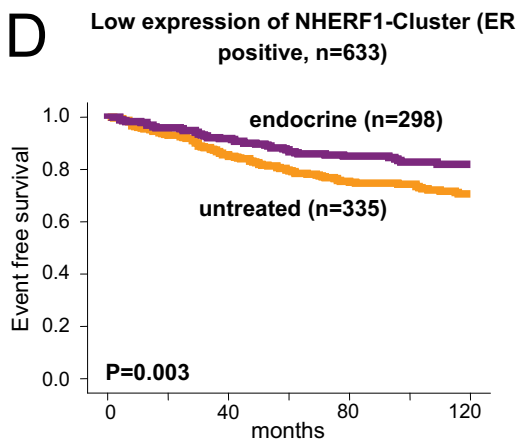 D
Low expression of NHERF1-Cluster (ER
positive, n=633)
Event free survival
1.0
0.8
0.6
0.4
0.2
0.0
endocrine (n=298)
untreated (n=335)
P=0.003
0
40
80
120
months